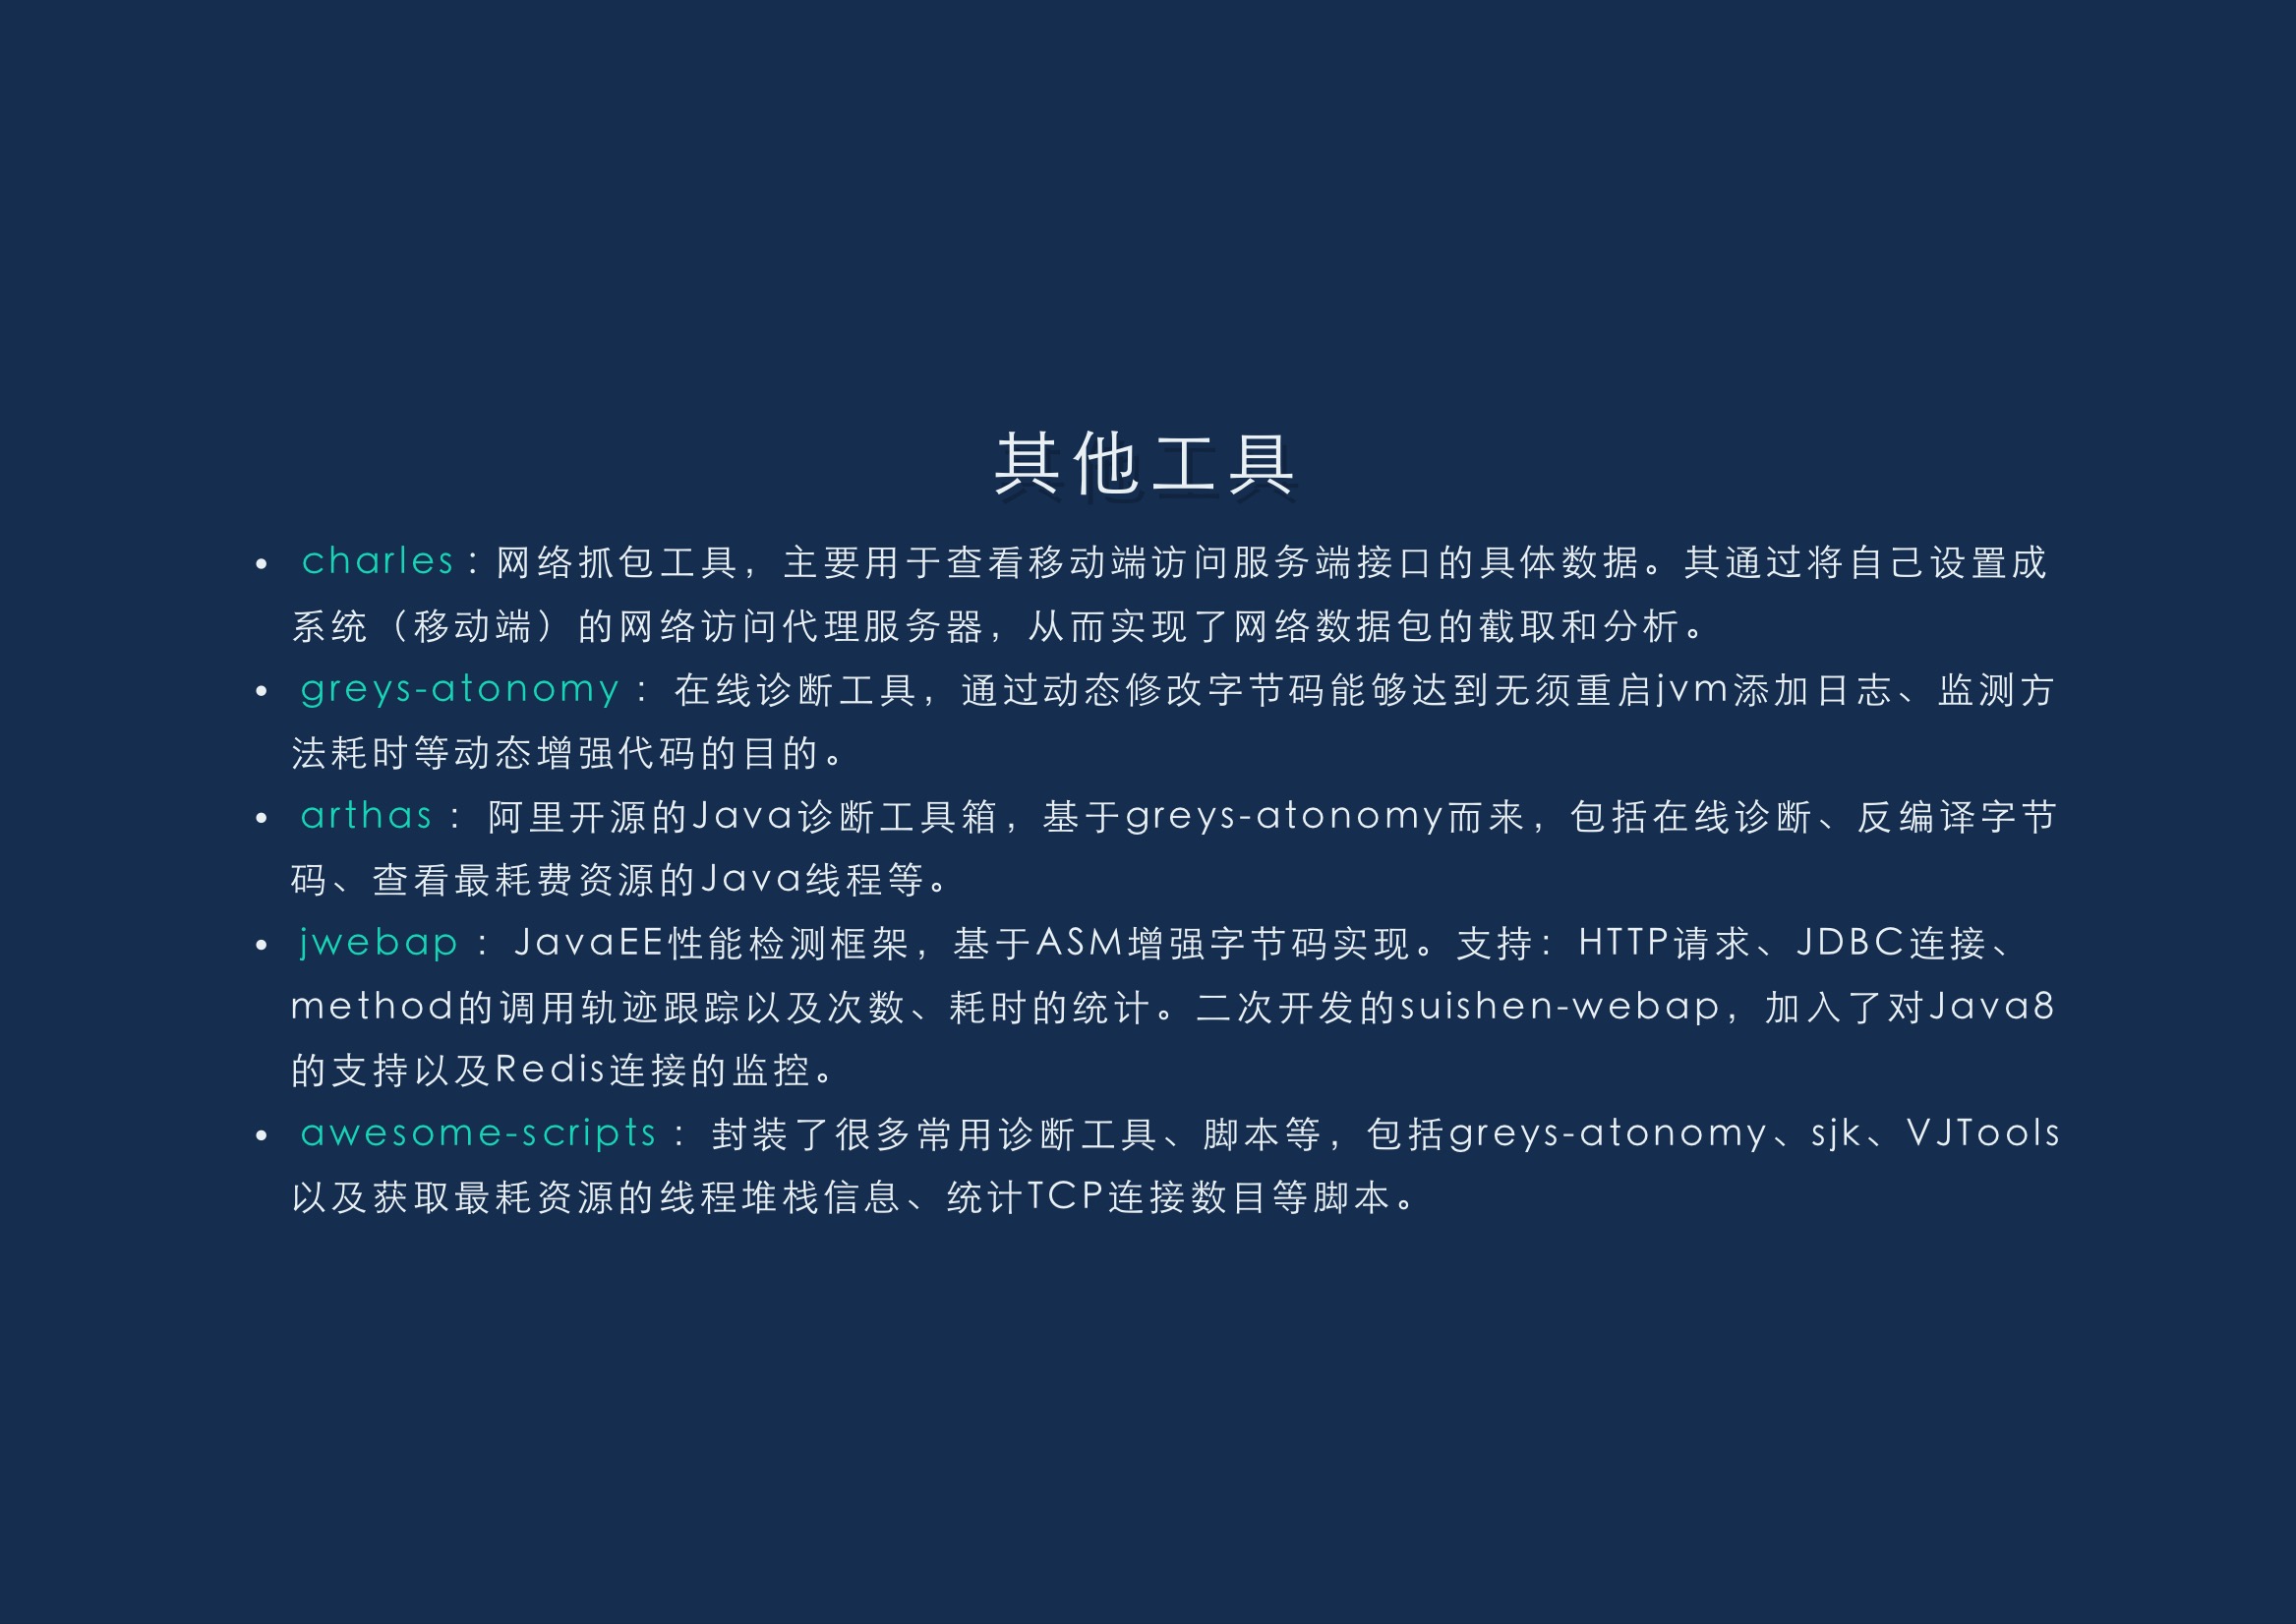 其他工具
• charles：网络抓包工具，主要用于查看移动端访问服务端接口的具体数据。其通过将自己设置成
系统（移动端）的网络访问代理服务器，从而实现了网络数据包的截取和分析。
• greys-atonomy：在线诊断工具，通过动态修改字节码能够达到无须重启jvm添加日志、监测方
法耗时等动态增强代码的目的。
• arthas：阿里开源的Java诊断工具箱，基于greys-atonomy而来，包括在线诊断、反编译字节
码、查看最耗费资源的Java线程等。
• jwebap：JavaEE性能检测框架，基于ASM增强字节码实现。支持：HTTP请求、JDBC连接、
method的调用轨迹跟踪以及次数、耗时的统计。二次开发的suishen-webap，加入了对Java8
的支持以及Redis连接的监控。
• awesome-scripts：封装了很多常用诊断工具、脚本等，包括greys-atonomy、sjk、VJTools
以及获取最耗资源的线程堆栈信息、统计TCP连接数目等脚本。